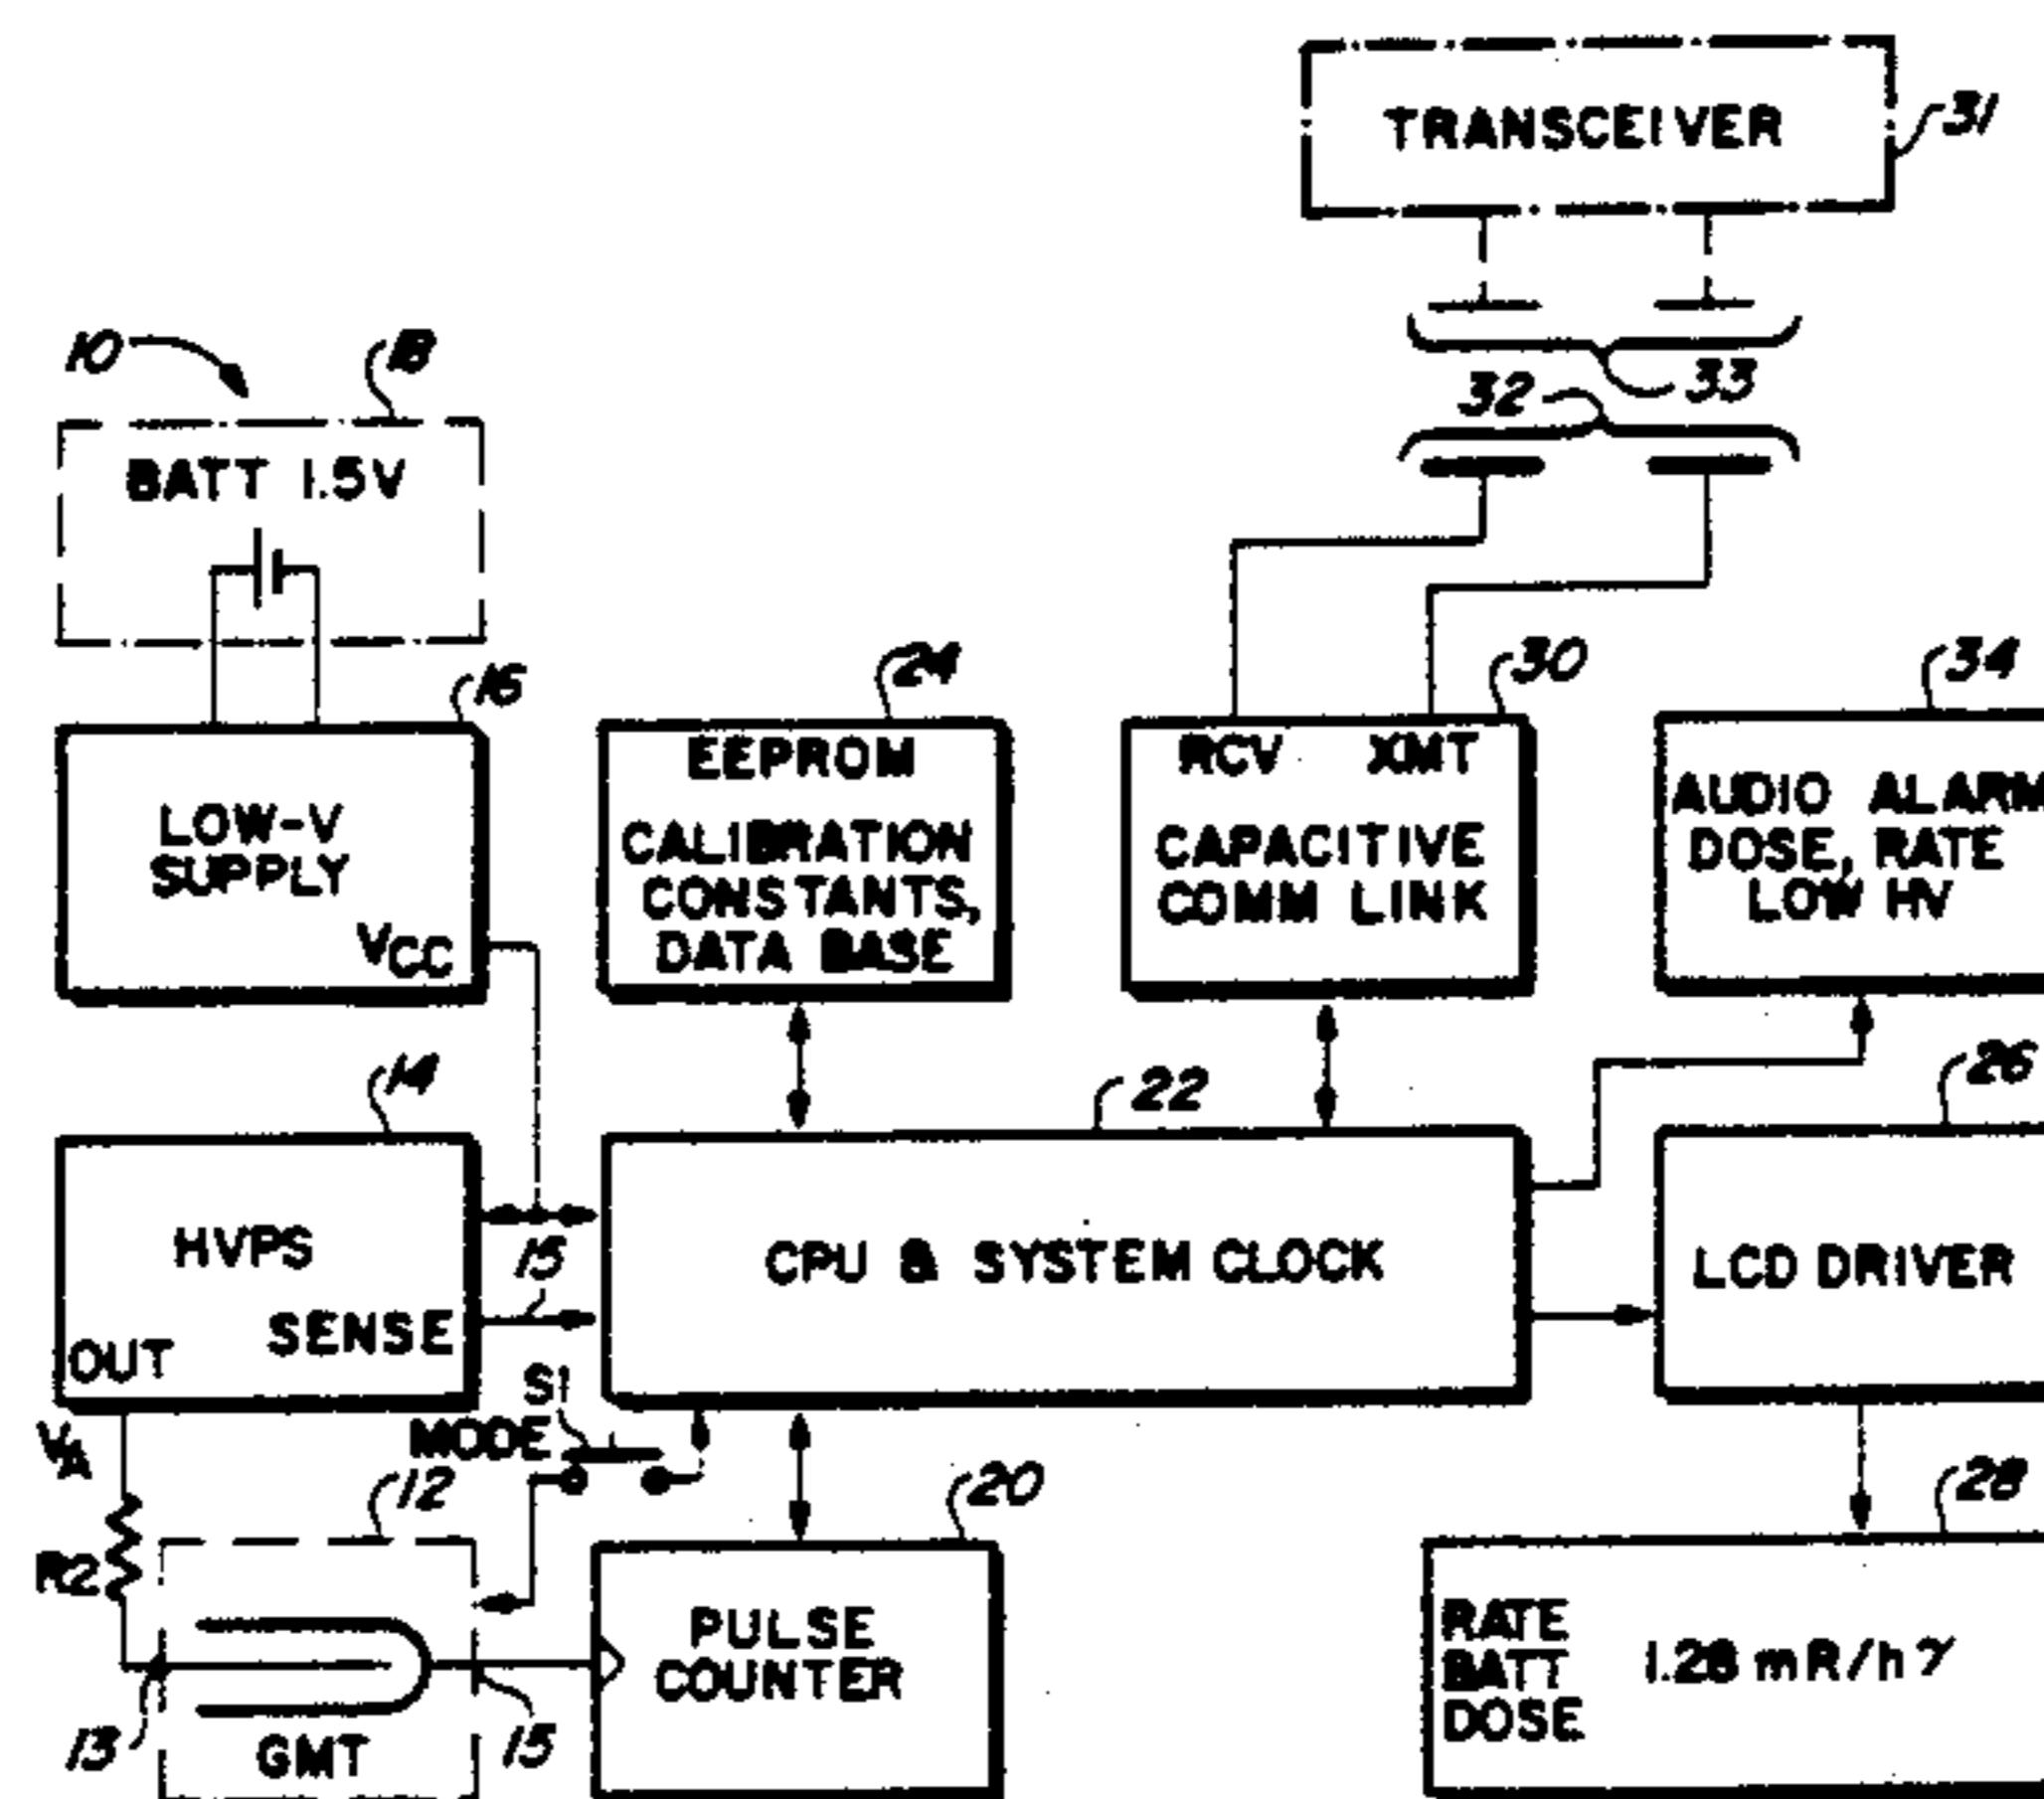 TRANSCEIVER
31
10
18
33
32
BATT 1.5V
16
24
30
34
LOW-V
SUPPLY
VCC
EEPROM
CALIBRATION
CONSTANTS,
DATA BASE
RCV XMT
CAPACITIVE
COMM LINK
AUDIO ALARM
DOSE, RATE
LOW HV
14
22
26
HVPS
SENSE
OUT
15
CPU & SYSTEM CLOCK
LCD DRIVER
S1
MODE
VA
12
20
28
R2
PULSE
COUNTER
RATE
BATT
DOSE
1.28 mR/h γ
13
GMT
15